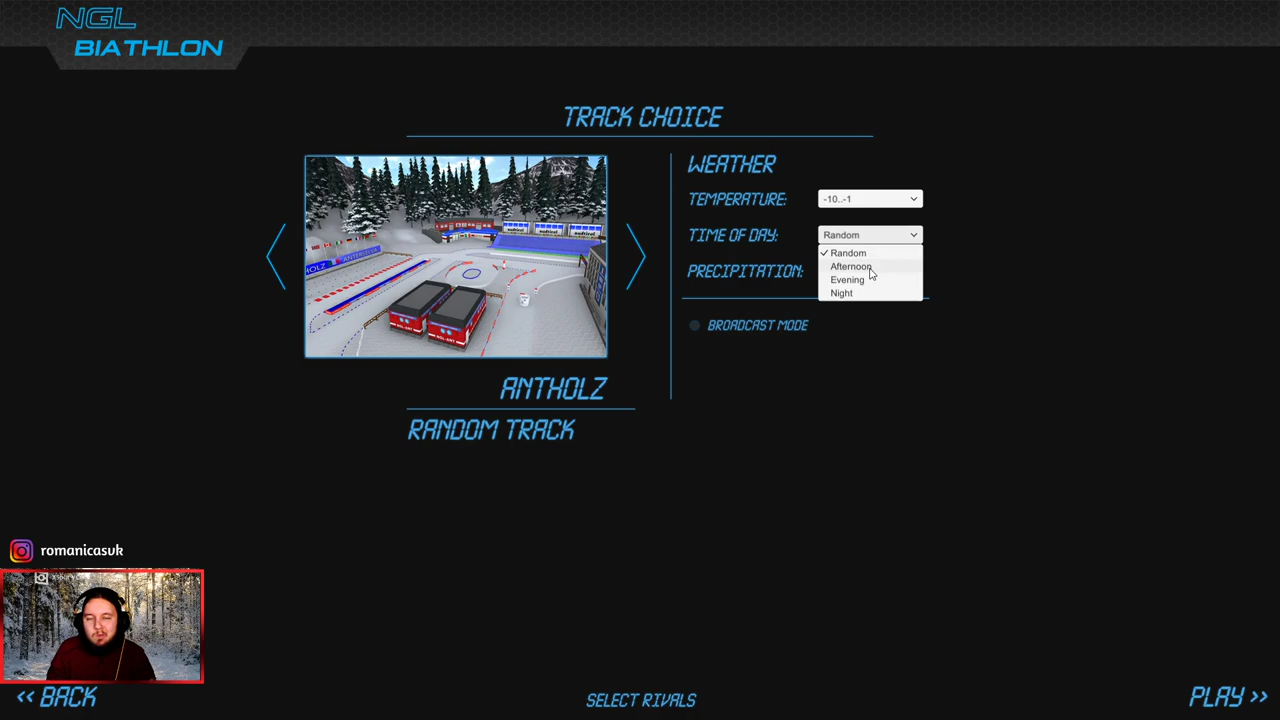 NGL
BIATHLON
TRACK CHOICE
WEATHER
TEMPERATURE: -10..-1
TIME OF DAY: Random
Random
Afternoon
Evening
Night
PRECIPITATION:
BROADCAST MODE
ANTHOLZ
RANDOM TRACK
romanicasuk
<< BACK
SELECT RIVALS
PLAY >>